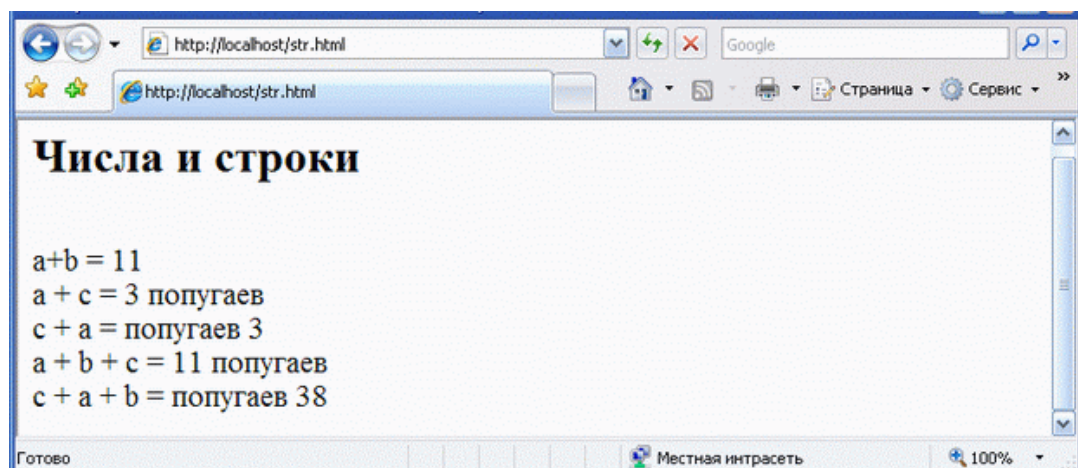 http://localhost/str.html
Google
http://localhost/str.html
Страница
Сервис
»
Числа и строки
a+b = 11
a + c = 3 попугаев
c + a = попугаев 3
a + b + c = 11 попугаев
c + a + b = попугаев 38
Готово
Местная интрасеть
100%